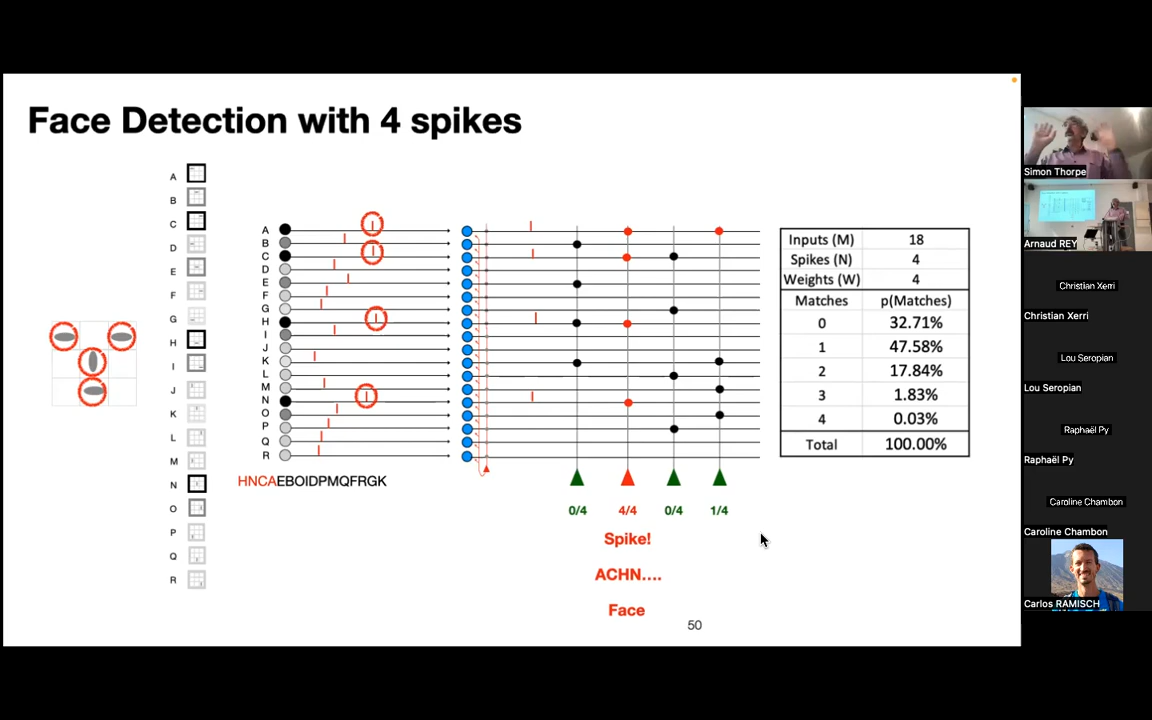 Face Detection with 4 spikes
A
B
C
D
E
F
G
H
I
J
K
L
M
N
O
P
Q
R
A
B
C
D
E
F
G
H
I
J
K
L
M
N
O
P
Q
R
HNCAEBOIDPMQFRGK
0/4 4/4 0/4 1/4
Spike!
ACHN....
Face
50
Inputs (M) 18
Spikes (N) 4
Weights (W) 4
Matches p(Matches)
0 32.71%
1 47.58%
2 17.84%
3 1.83%
4 0.03%
Total 100.00%
Simon Thorpe
Arnaud REY
Christian Xerri
Christian Xerri
Lou Seropian
Lou Seropian
Raphaël Py
Raphaël Py
Caroline Chambon
Caroline Chambon
Carlos RAMISCH